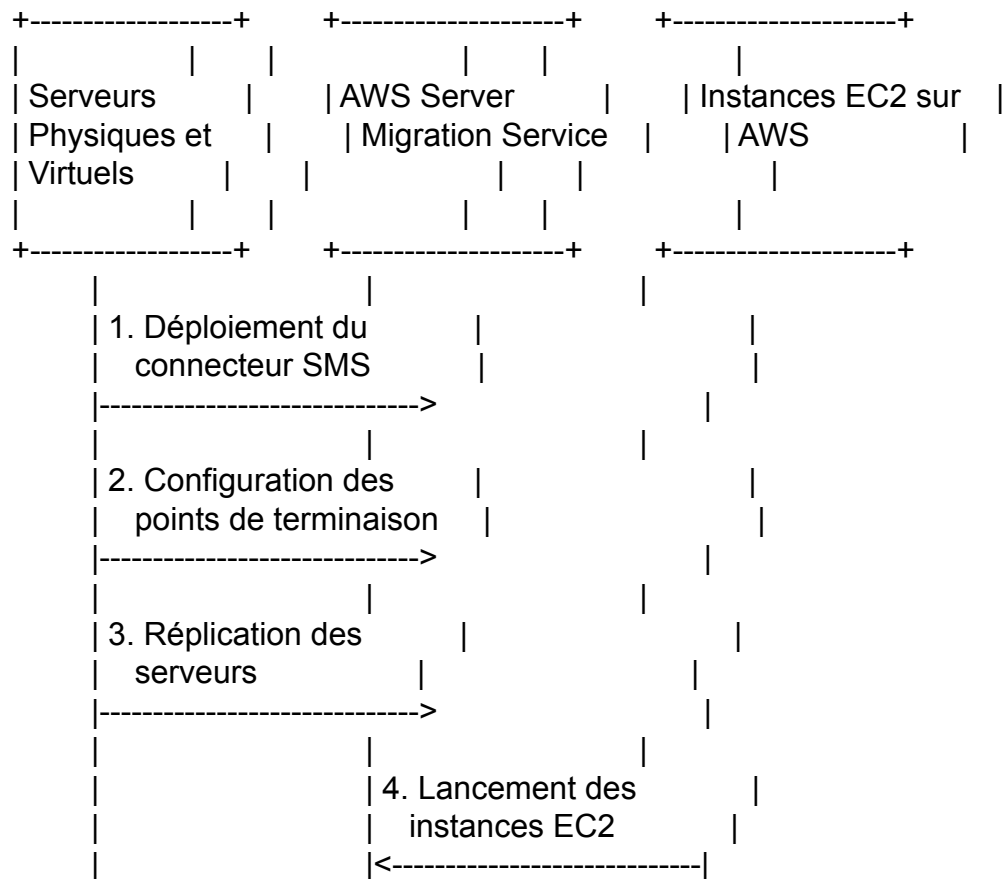 +-------------------+ +---------------------+ +---------------------+
| | | | | |
| Serveurs | | AWS Server | | Instances EC2 sur |
| Physiques et | | Migration Service | | AWS |
| Virtuels | | | | |
| | | | | |
+-------------------+ +---------------------+ +---------------------+
| | |
| 1. Déploiement du | |
| connecteur SMS | |
|------------------------------> |
| | |
| 2. Configuration des | |
| points de terminaison | |
|------------------------------> |
| | |
| 3. Réplication des | |
| serveurs | |
|------------------------------> |
| | |
| | 4. Lancement des |
| | instances EC2 |
| |<-----------------------------|